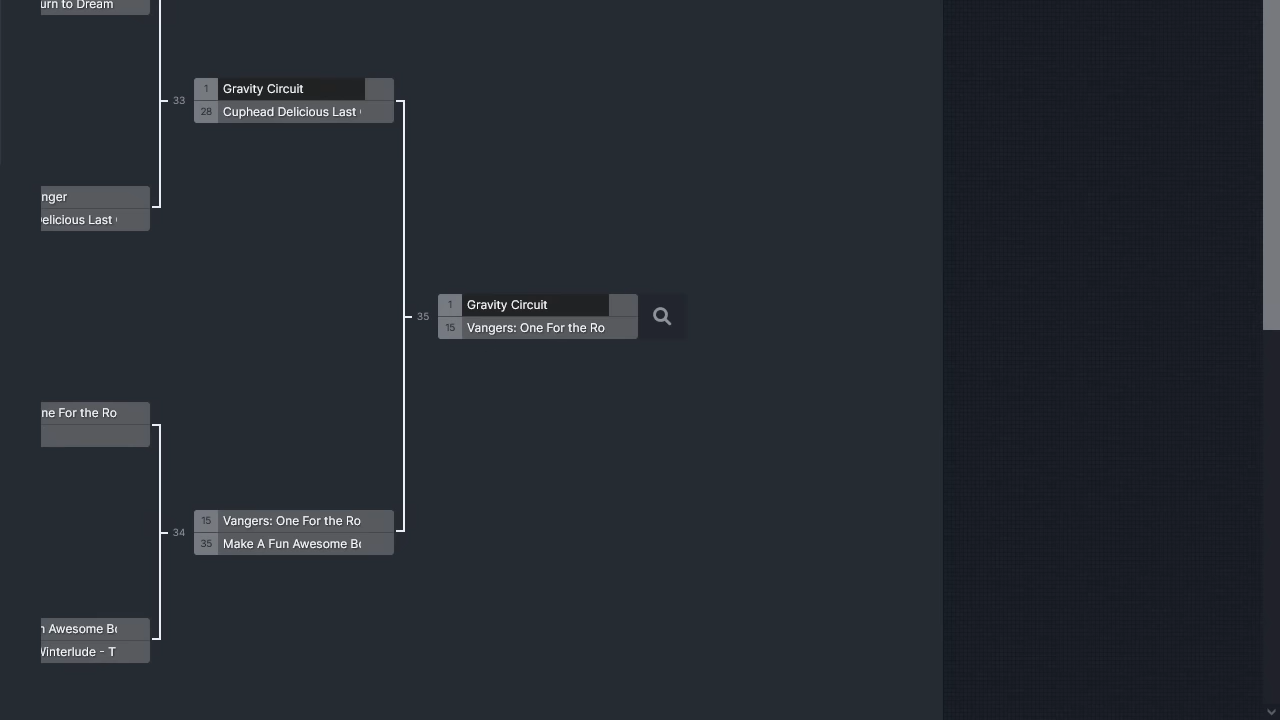 urn to Dream
1 Gravity Circuit
33
28 Cuphead Delicious Last
nger
elicious Last
1 Gravity Circuit
35
15 Vangers: One For the Ro
ne For the Ro
15 Vangers: One For the Ro
34
35 Make A Fun Awesome Bo
n Awesome Bo
Winterlude - T